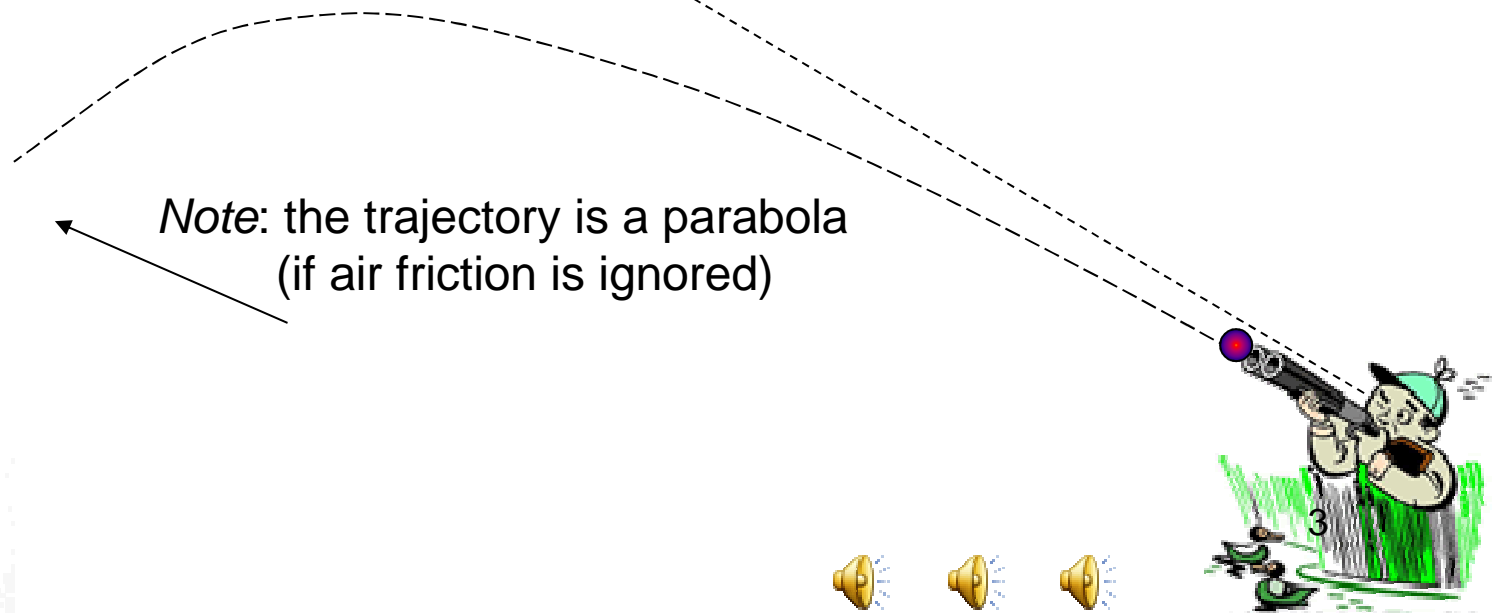 Note: the trajectory is a parabola
(if air friction is ignored)
3